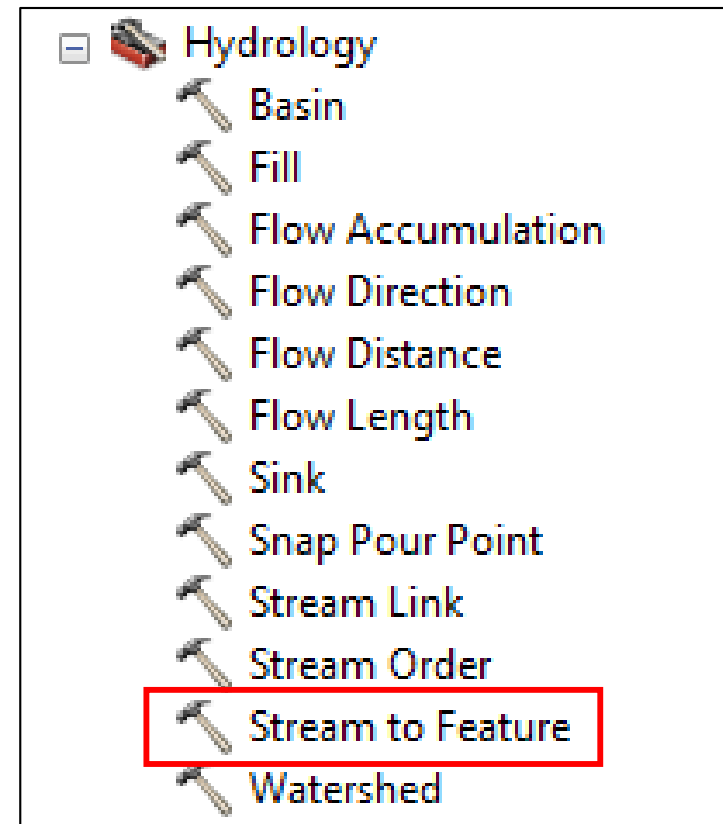 Hydrology
Basin
Fill
Flow Accumulation
Flow Direction
Flow Distance
Flow Length
Sink
Snap Pour Point
Stream Link
Stream Order
Stream to Feature
Watershed